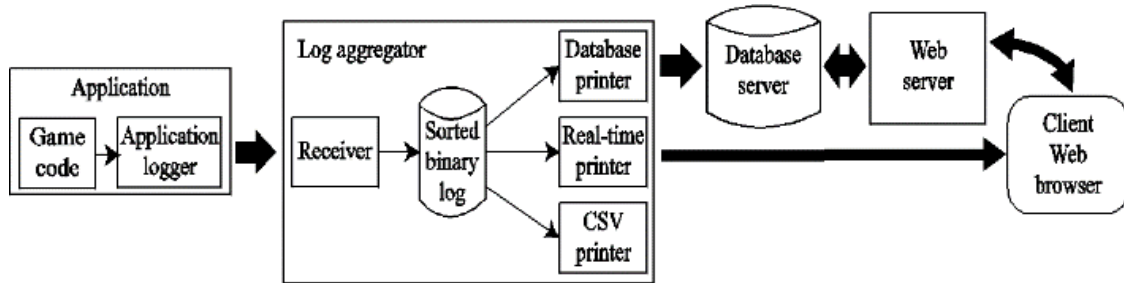 Application
Game
code
Application
logger
Log aggregator
Receiver
Sorted
binary
log
Database
printer
Real-time
printer
CSV
printer
Database
server
Web
server
Client
Web
browser